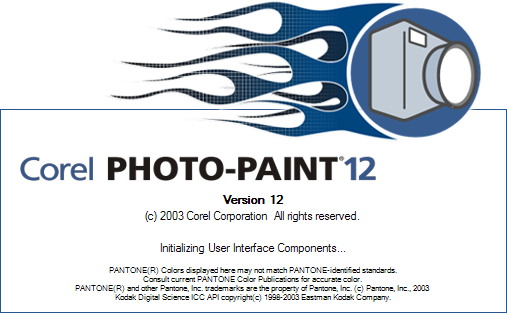 Corel PHOTO-PAINT®12
Version 12
(c) 2003 Corel Corporation  All rights reserved.
Initializing User Interface Components...
PANTONE(R) Colors displayed here may not match PANTONE-identified standards.
Consult current PANTONE Color Publications for accurate color.
PANTONE(R) and other Pantone, Inc. trademarks are the property of Pantone, Inc. (c) Pantone, Inc., 2003
Kodak Digital Science ICC API copyright(c) 1998-2003 Eastman Kodak Company.